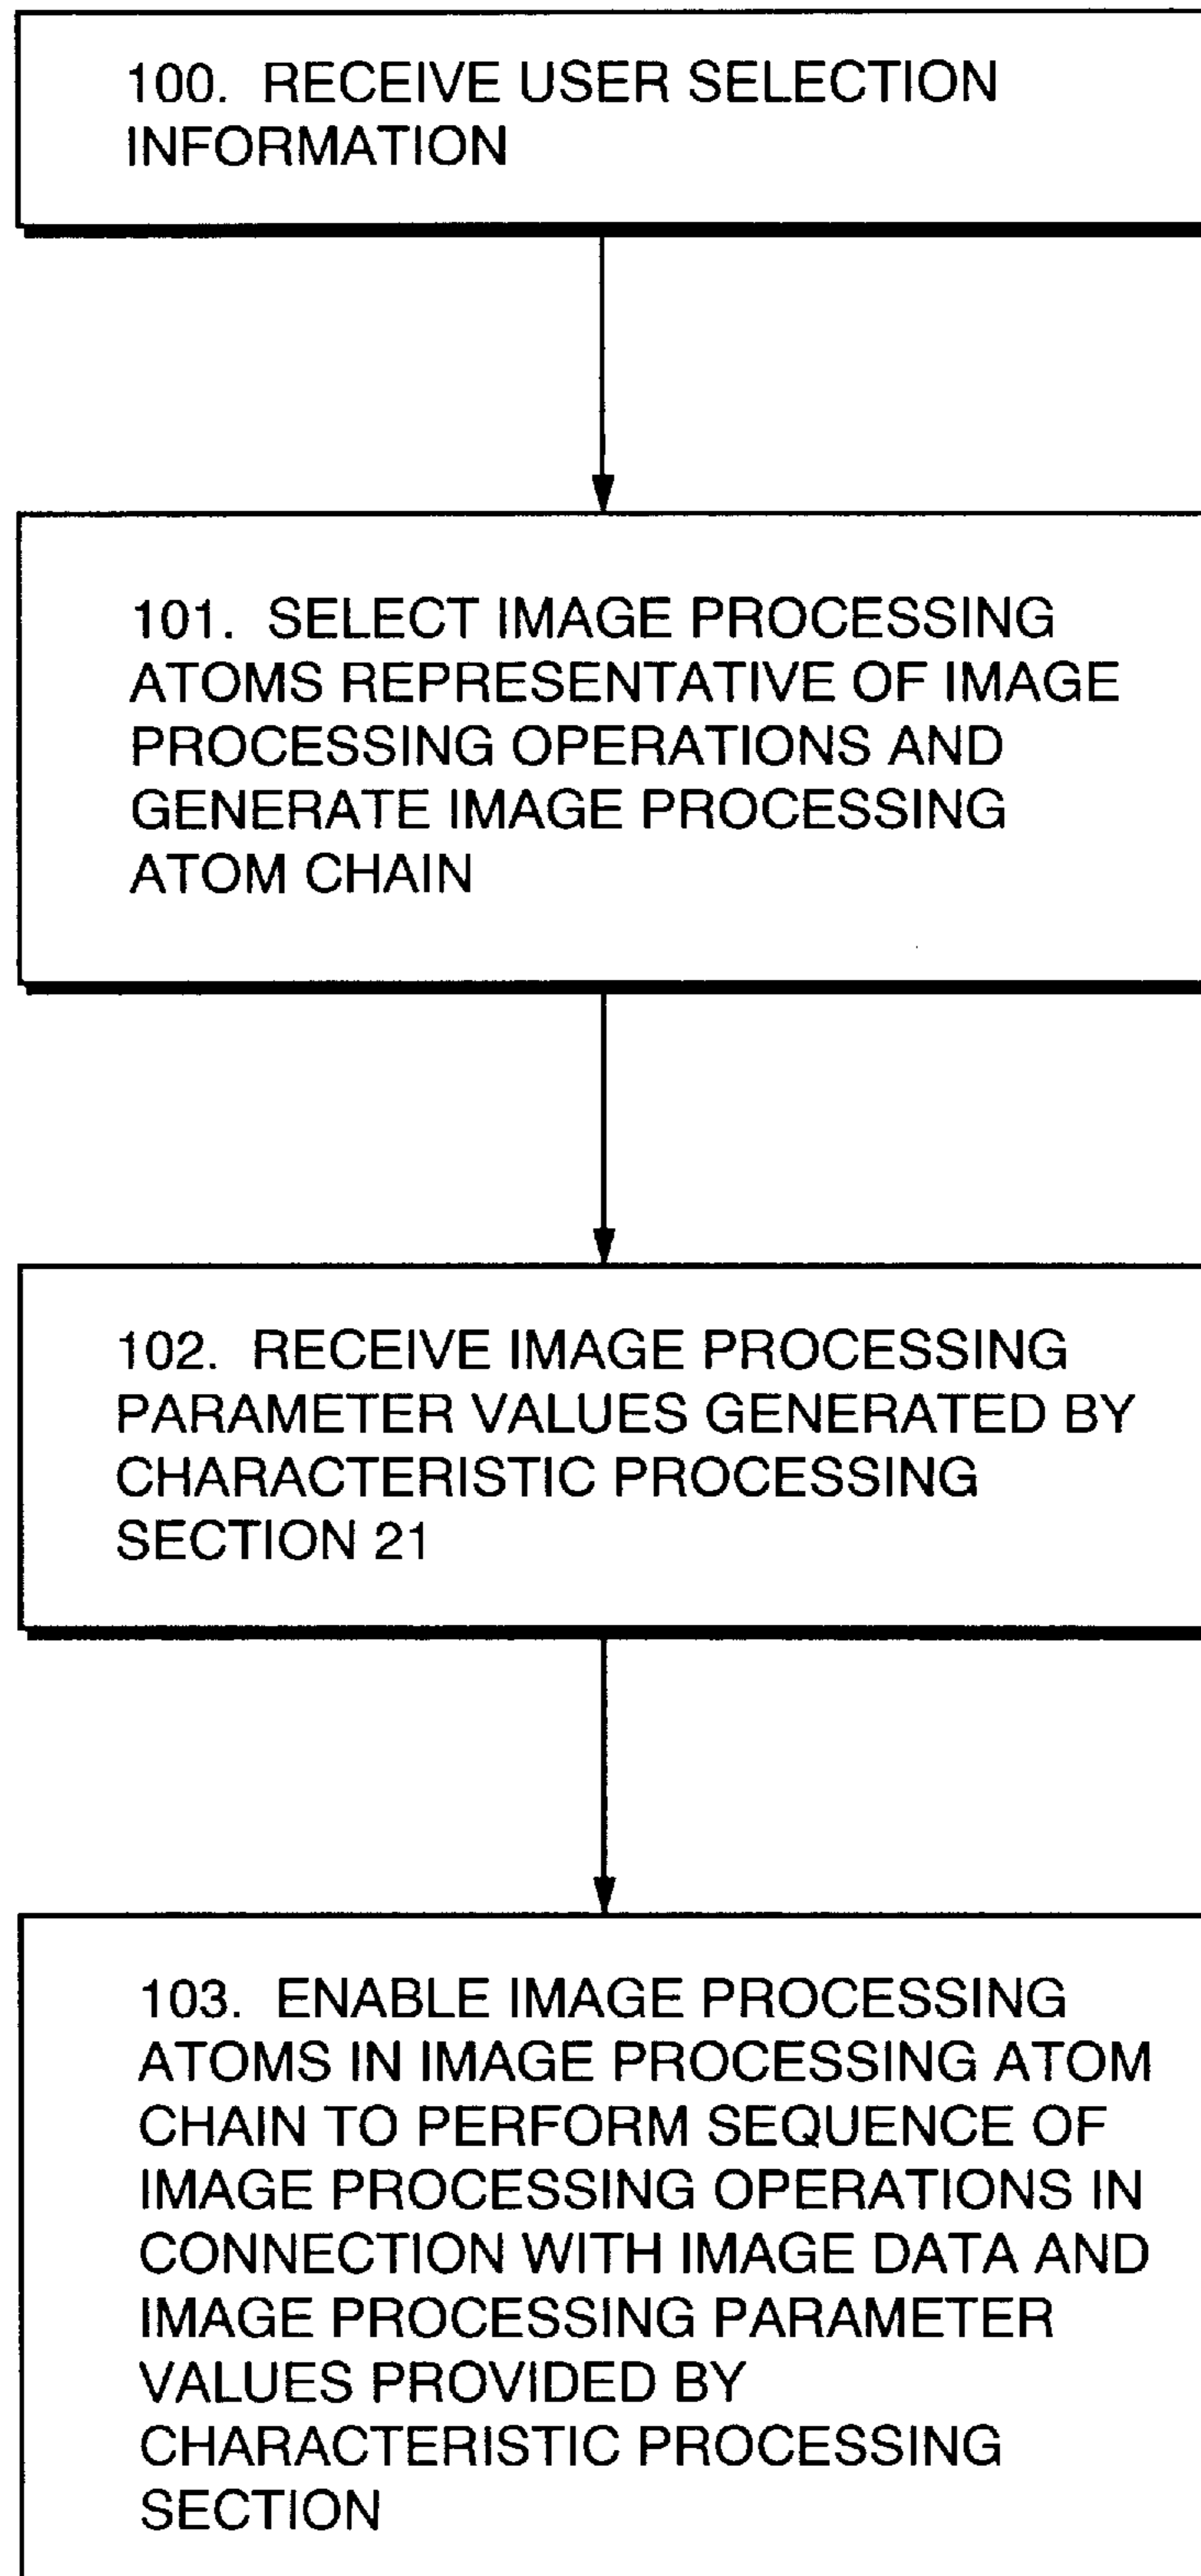 100. RECEIVE USER SELECTION
INFORMATION
101. SELECT IMAGE PROCESSING
ATOMS REPRESENTATIVE OF IMAGE
PROCESSING OPERATIONS AND
GENERATE IMAGE PROCESSING
ATOM CHAIN
102. RECEIVE IMAGE PROCESSING
PARAMETER VALUES GENERATED BY
CHARACTERISTIC PROCESSING
SECTION 21
103. ENABLE IMAGE PROCESSING
ATOMS IN IMAGE PROCESSING ATOM
CHAIN TO PERFORM SEQUENCE OF
IMAGE PROCESSING OPERATIONS IN
CONNECTION WITH IMAGE DATA AND
IMAGE PROCESSING PARAMETER
VALUES PROVIDED BY
CHARACTERISTIC PROCESSING
SECTION